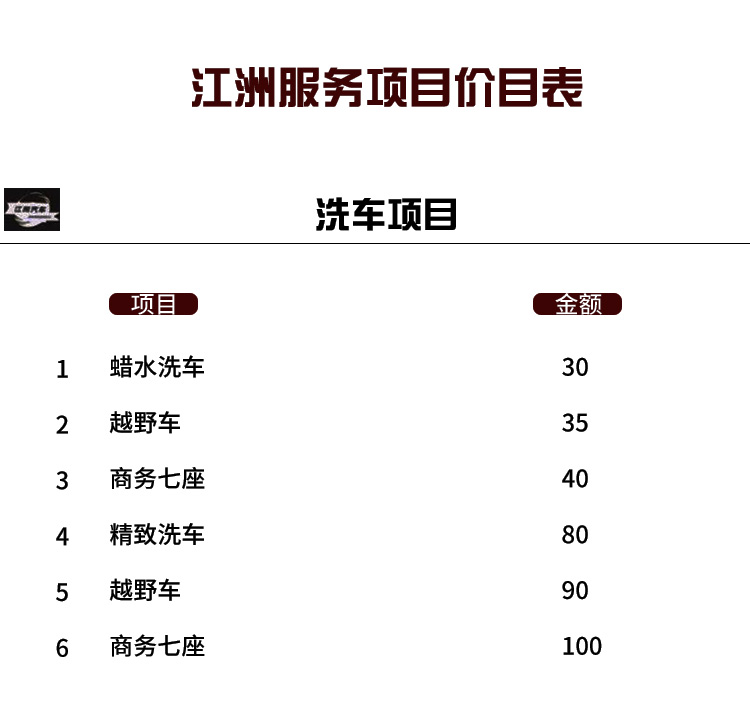 江洲服务项目价目表
洗车项目
项目 金额
1 蜡水洗车 30
2 越野车 35
3 商务七座 40
4 精致洗车 80
5 越野车 90
6 商务七座 100